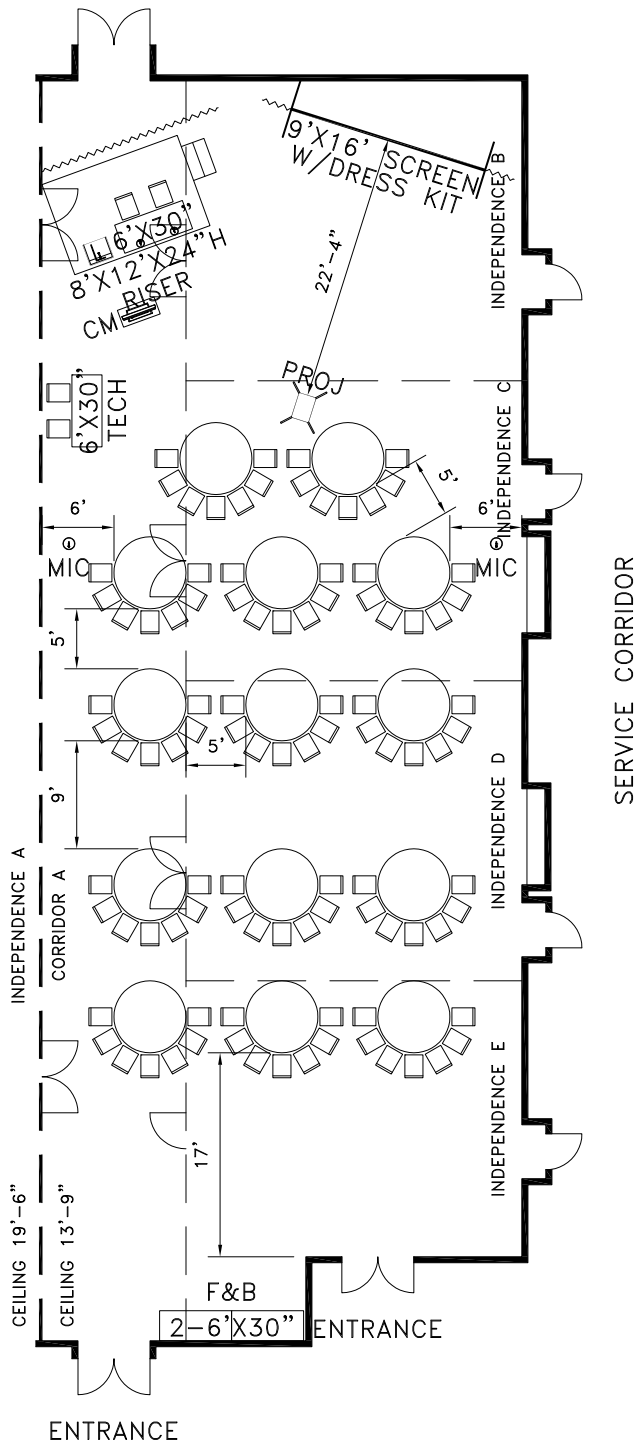 9'X16' SCREEN
W/DRESS KIT
INDEPENDENCE B
6'X30"
8'X12'X24"H
RISER
CM
22'-4"
PROJ
6'X30"
TECH
INDEPENDENCE C
5'
6'
6'
MIC
MIC
5'
SERVICE CORRIDOR
5'
9'
INDEPENDENCE D
INDEPENDENCE A
CORRIDOR A
INDEPENDENCE E
17'
CEILING 19'-6"
CEILING 13'-9"
F&B
2-6'X30"
ENTRANCE
ENTRANCE